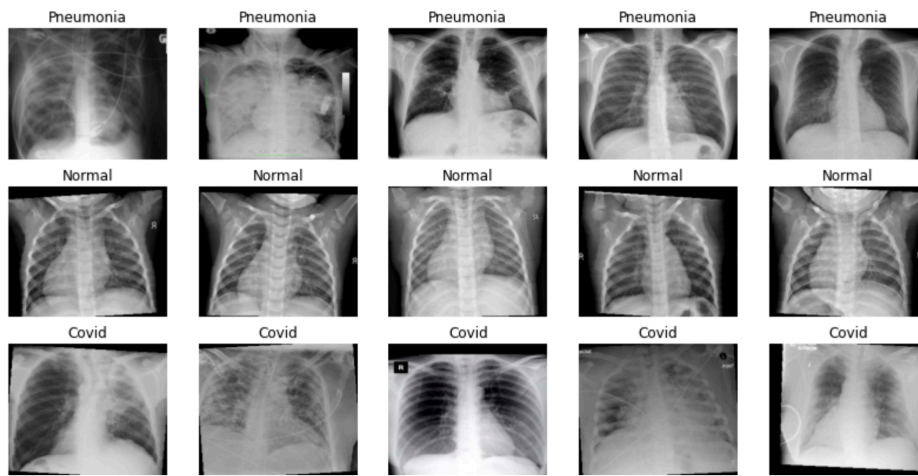 Pneumonia Pneumonia Pneumonia Pneumonia Pneumonia
R
Normal Normal Normal Normal Normal
R R R R
Covid Covid Covid Covid Covid
R